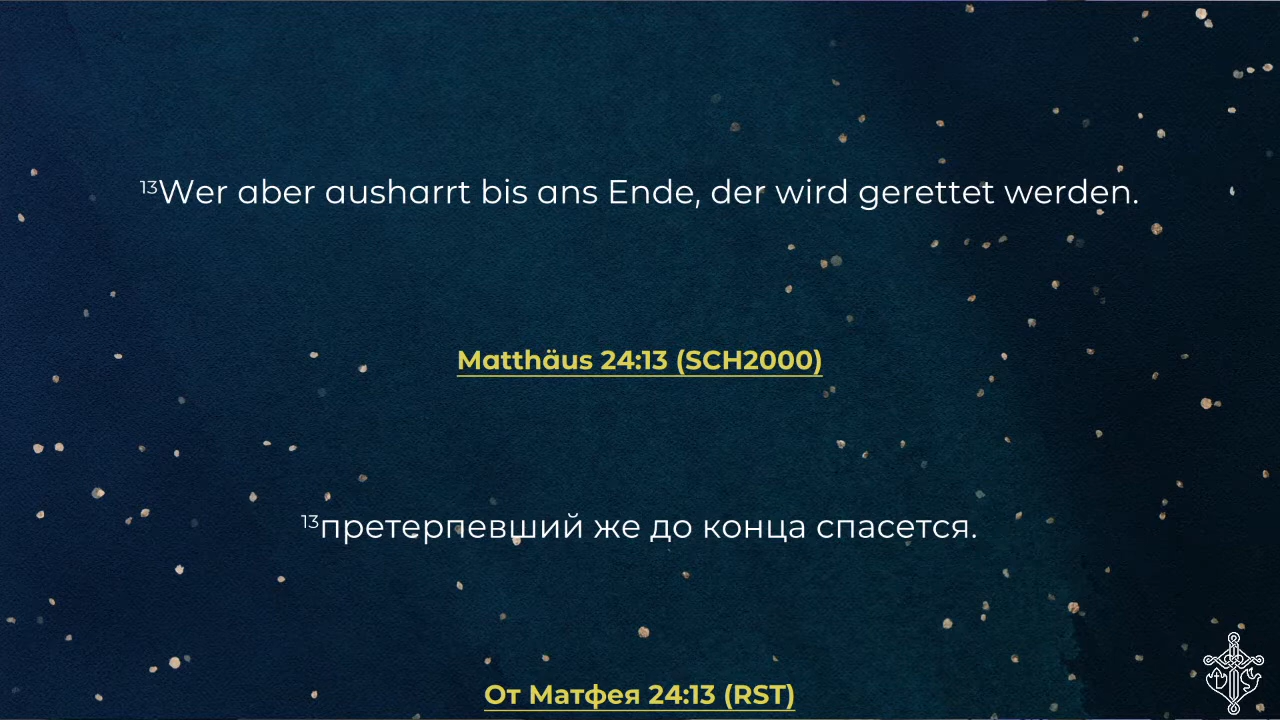 ¹³Wer aber ausharrt bis ans Ende, der wird gerettet werden.
Matthäus 24:13 (SCH2000)
¹³претерпевший же до конца спасется.
От Матфея 24:13 (RST)